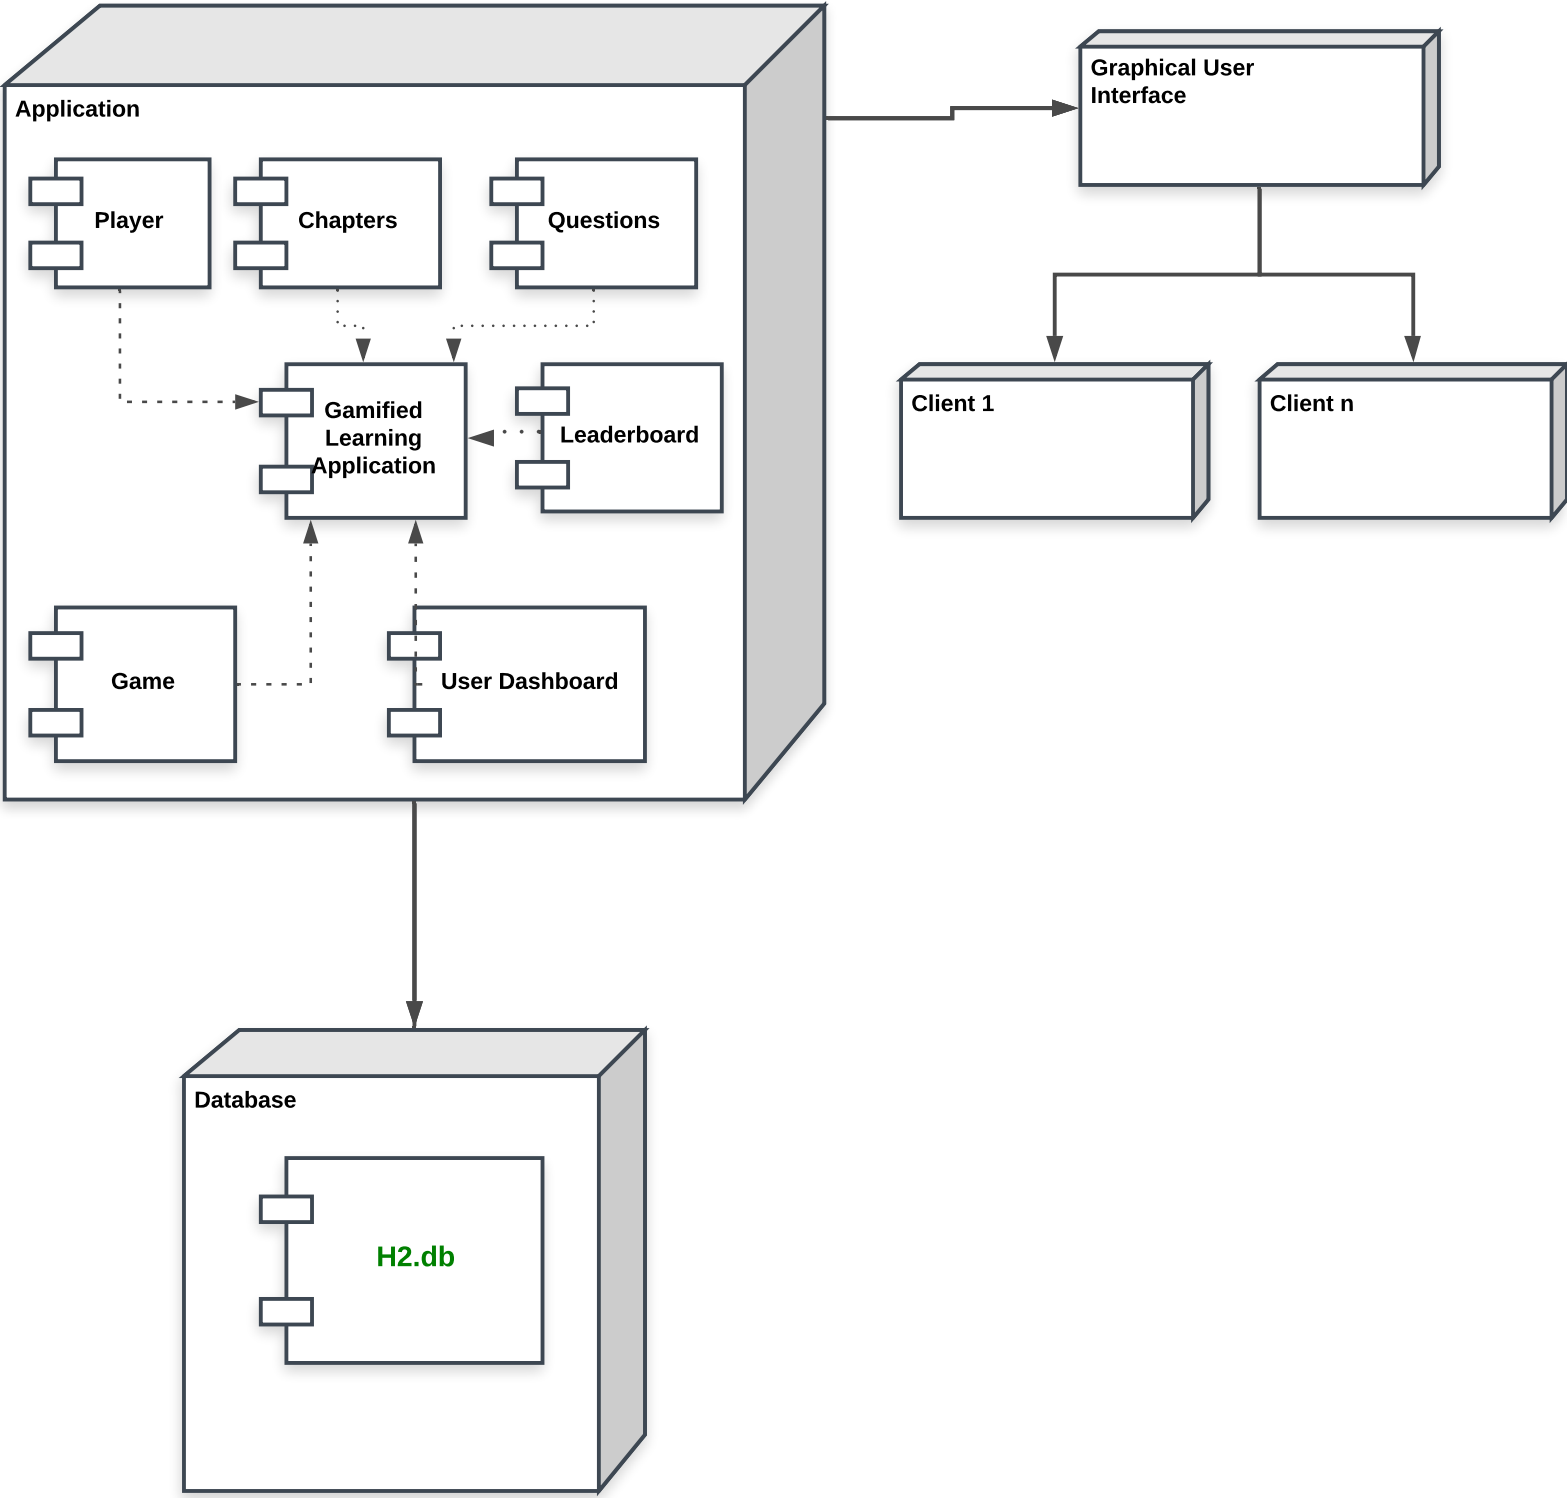 Application
Graphical User
Interface
Player
Chapters
Questions
Gamified
Learning
Application
Leaderboard
Client 1
Client n
Game
User Dashboard
Database
H2.db